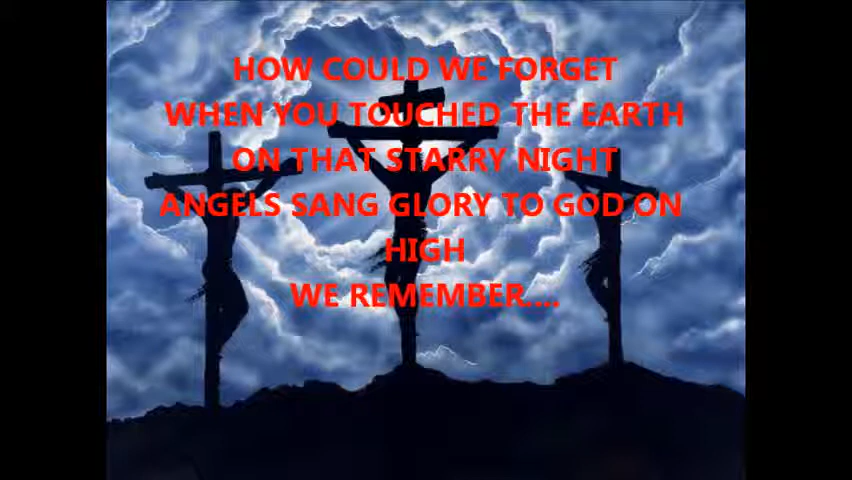 HOW COULD WE FORGET
WHEN YOU TOUCHED THE EARTH
ON THAT STARRY NIGHT
ANGELS SANG GLORY TO GOD ON
HIGH
WE REMEMBER....